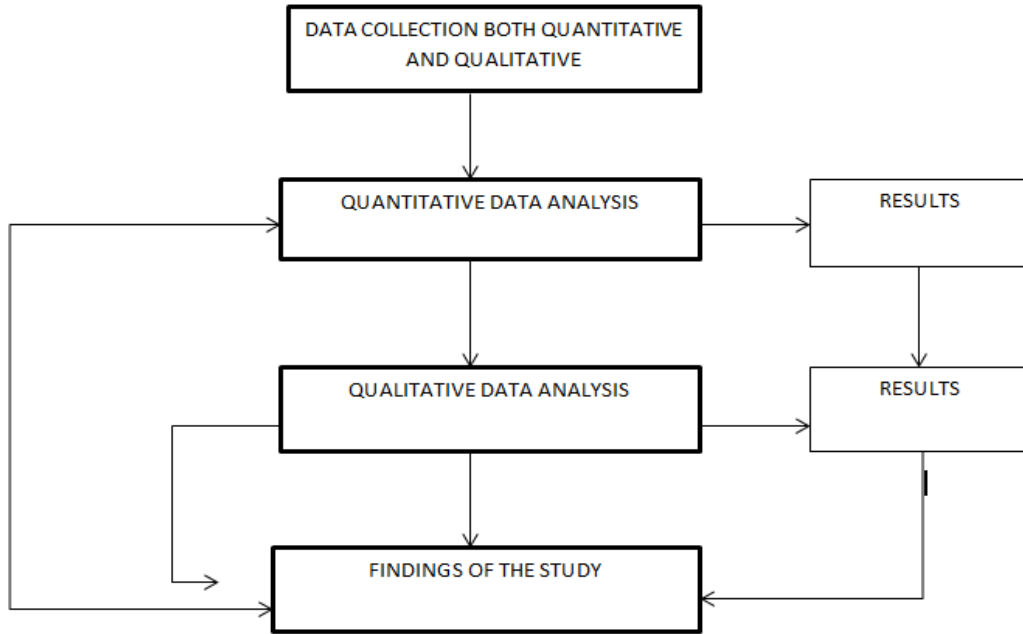 DATA COLLECTION BOTH QUANTITATIVE
AND QUALITATIVE
QUANTITATIVE DATA ANALYSIS
RESULTS
QUALITATIVE DATA ANALYSIS
RESULTS
FINDINGS OF THE STUDY